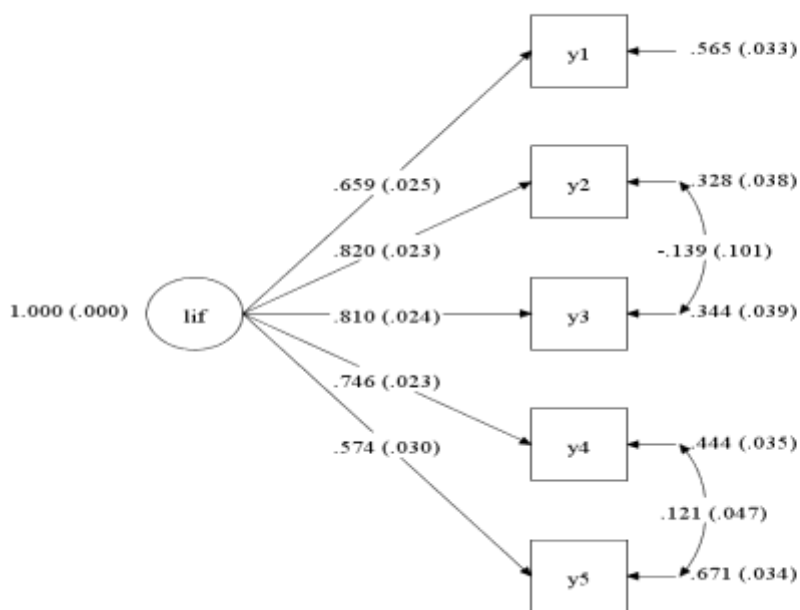 y1
.565 (.033)
.659 (.025)
y2
.328 (.038)
.820 (.023)
-.139 (.101)
1.000 (.000)
lif
.810 (.024)
y3
.344 (.039)
.746 (.023)
.574 (.030)
y4
.444 (.035)
.121 (.047)
y5
.671 (.034)